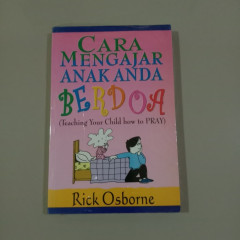 CARA
MENGAJAR
ANAK ANDA
BERDOA
(Teaching Your Child how to PRAY)
Rick Osborne